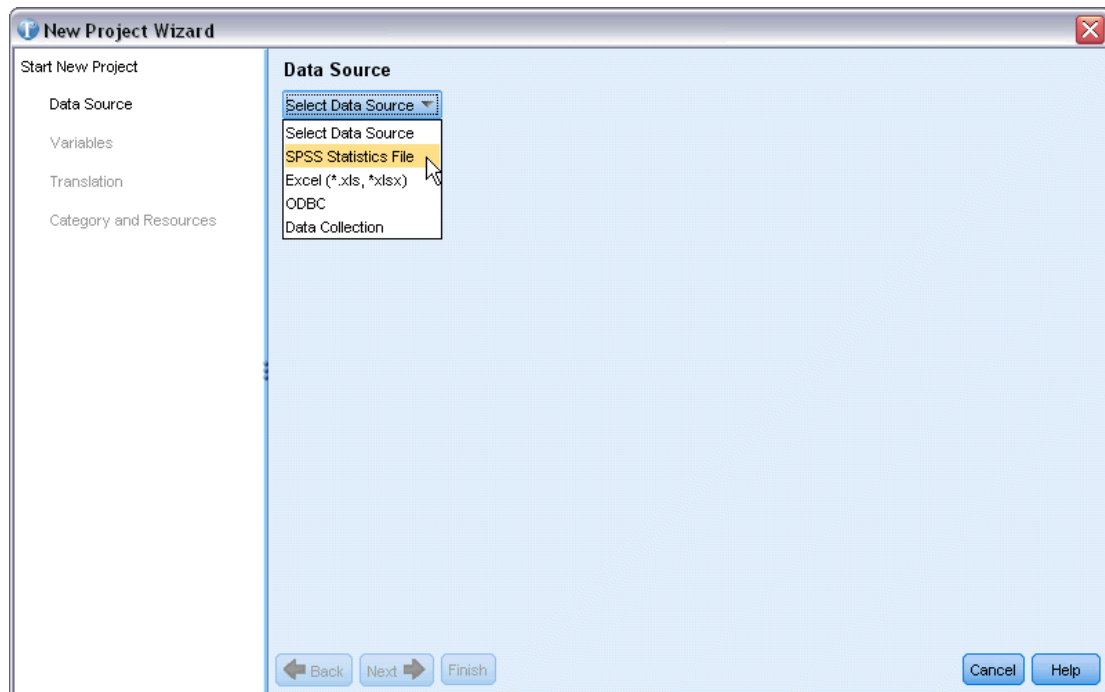 New Project Wizard
Start New Project
Data Source
Variables
Translation
Category and Resources
Data Source
Select Data Source
Select Data Source
SPSS Statistics File
Excel (*.xls, *xlsx)
ODBC
Data Collection
Back
Next
Finish
Cancel
Help